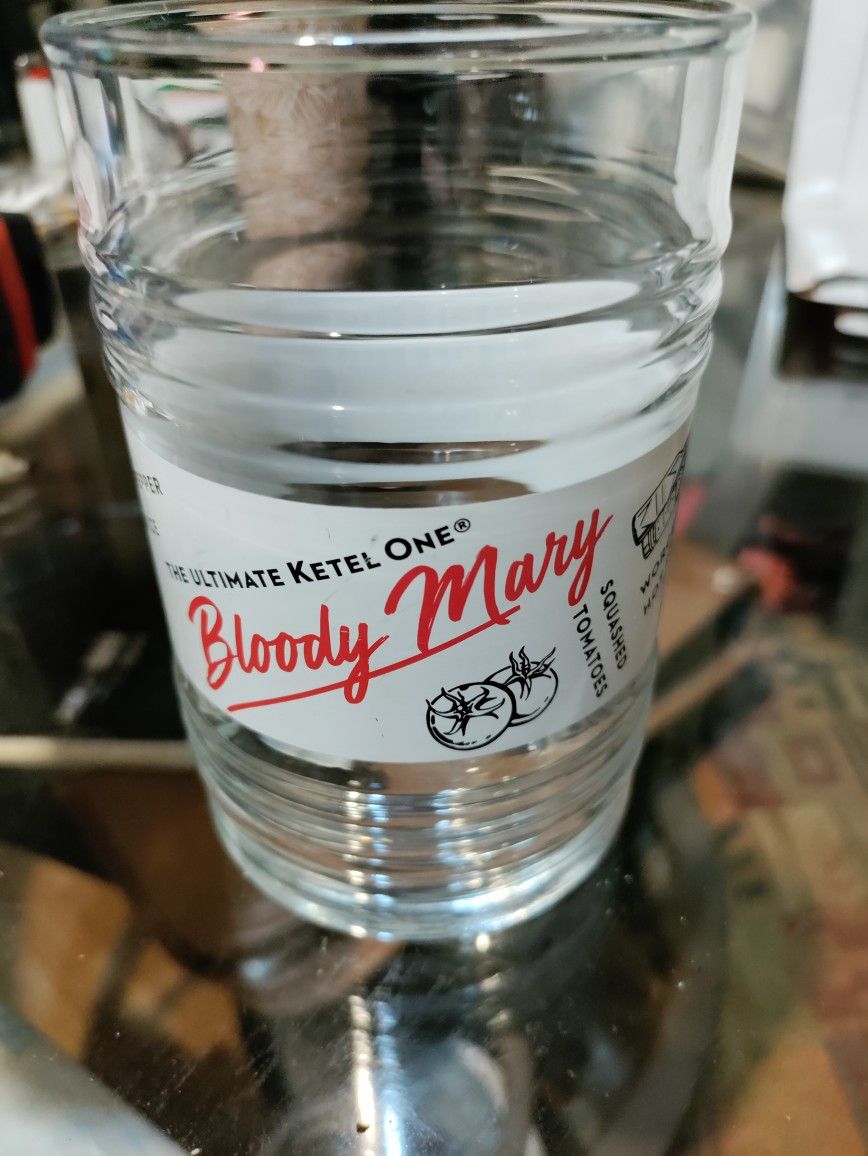 THE ULTIMATE KETEL ONE®
Bloody Mary
SQUASHED
TOMATOES